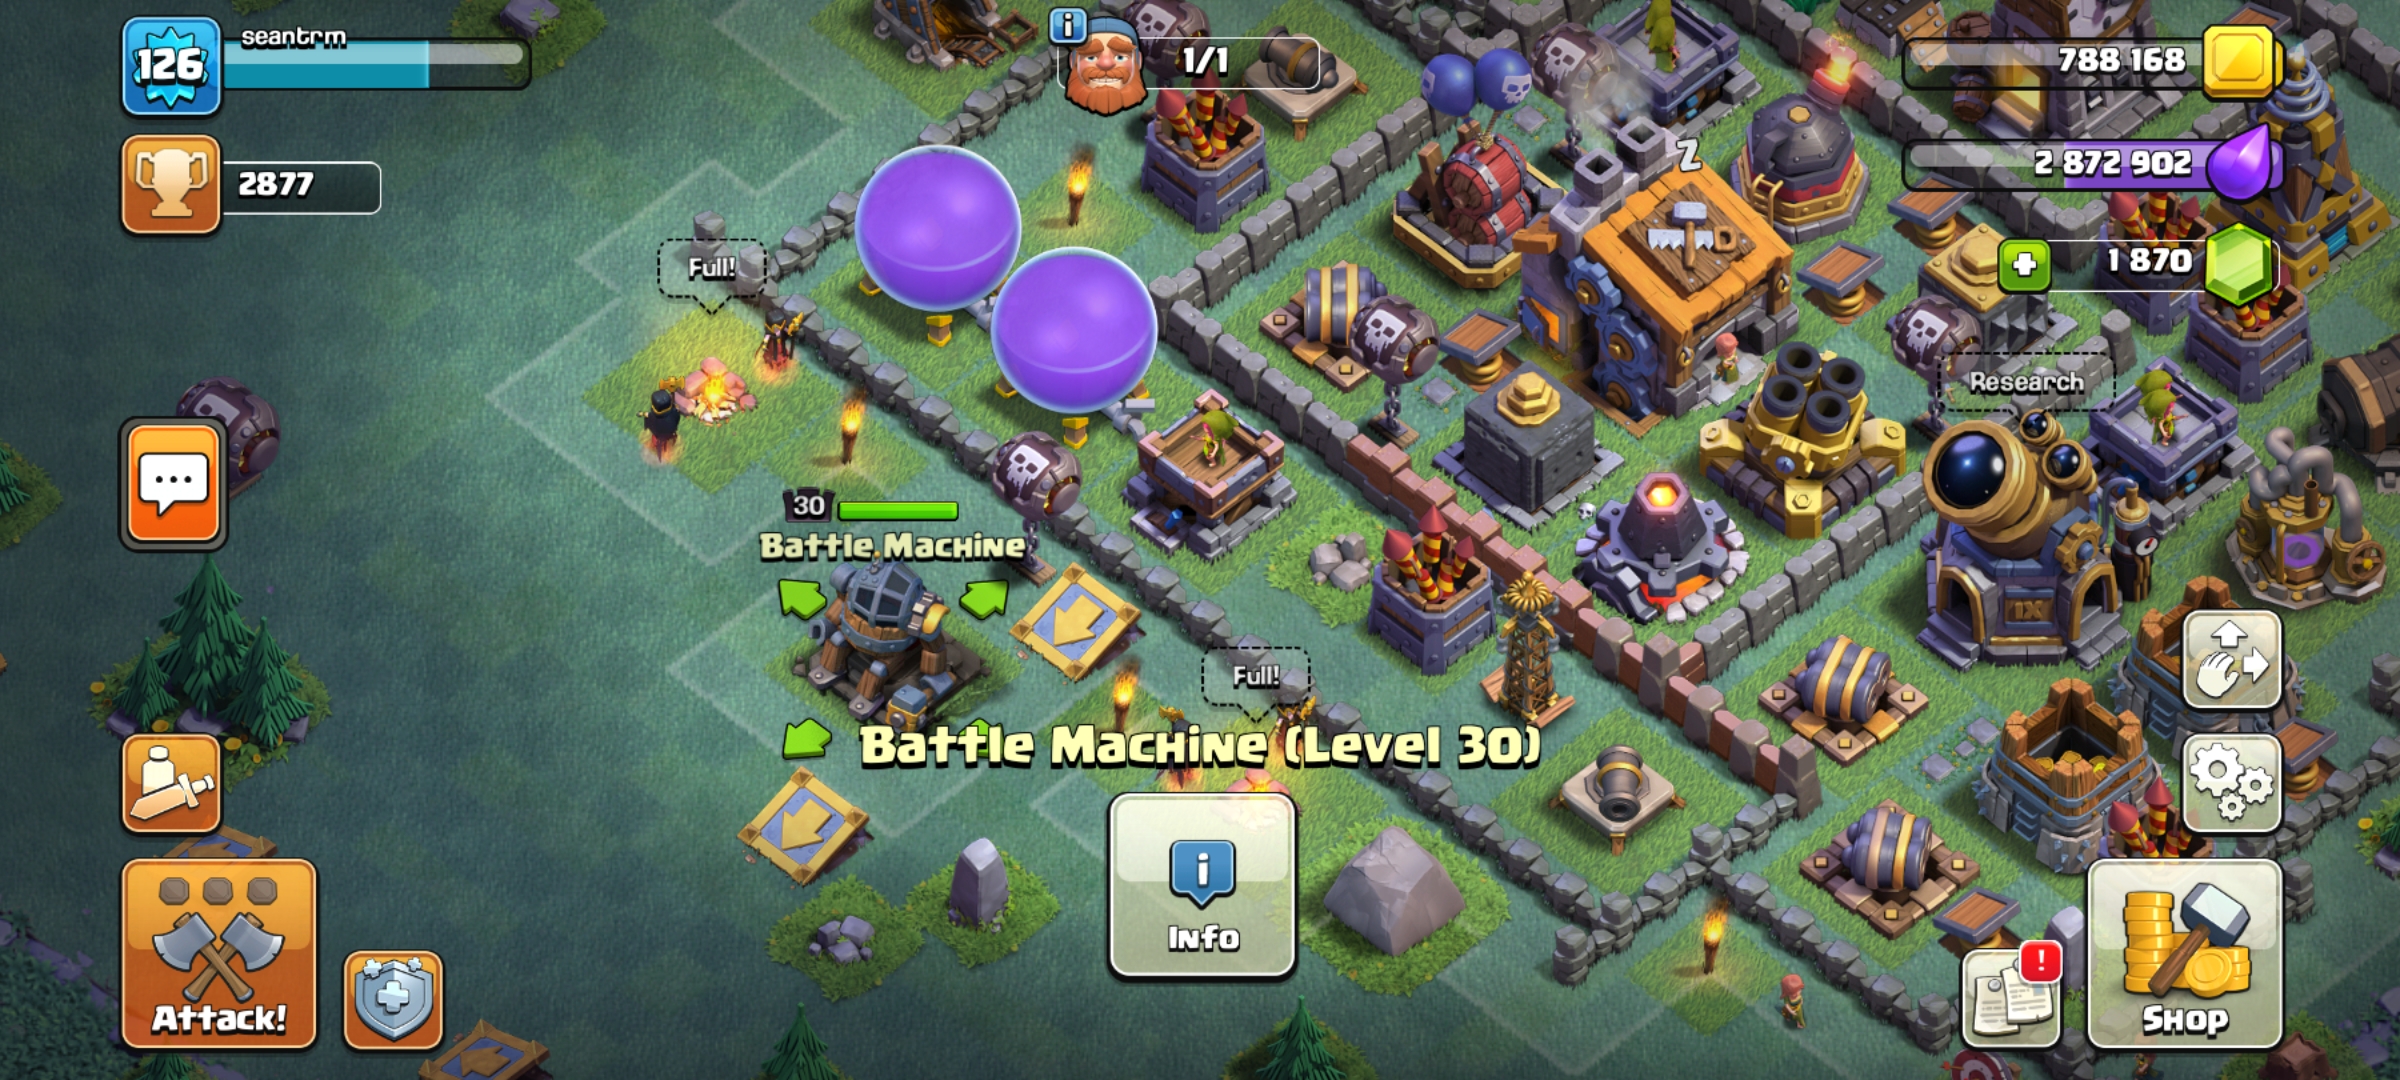 126
seantrm
1/1
788 168
2877
2 872 902
Z
Full!
1 870
Research
30
Battle Machine
IX
Full!
Battle Machine (Level 30)
Info
!
Attack!
Shop